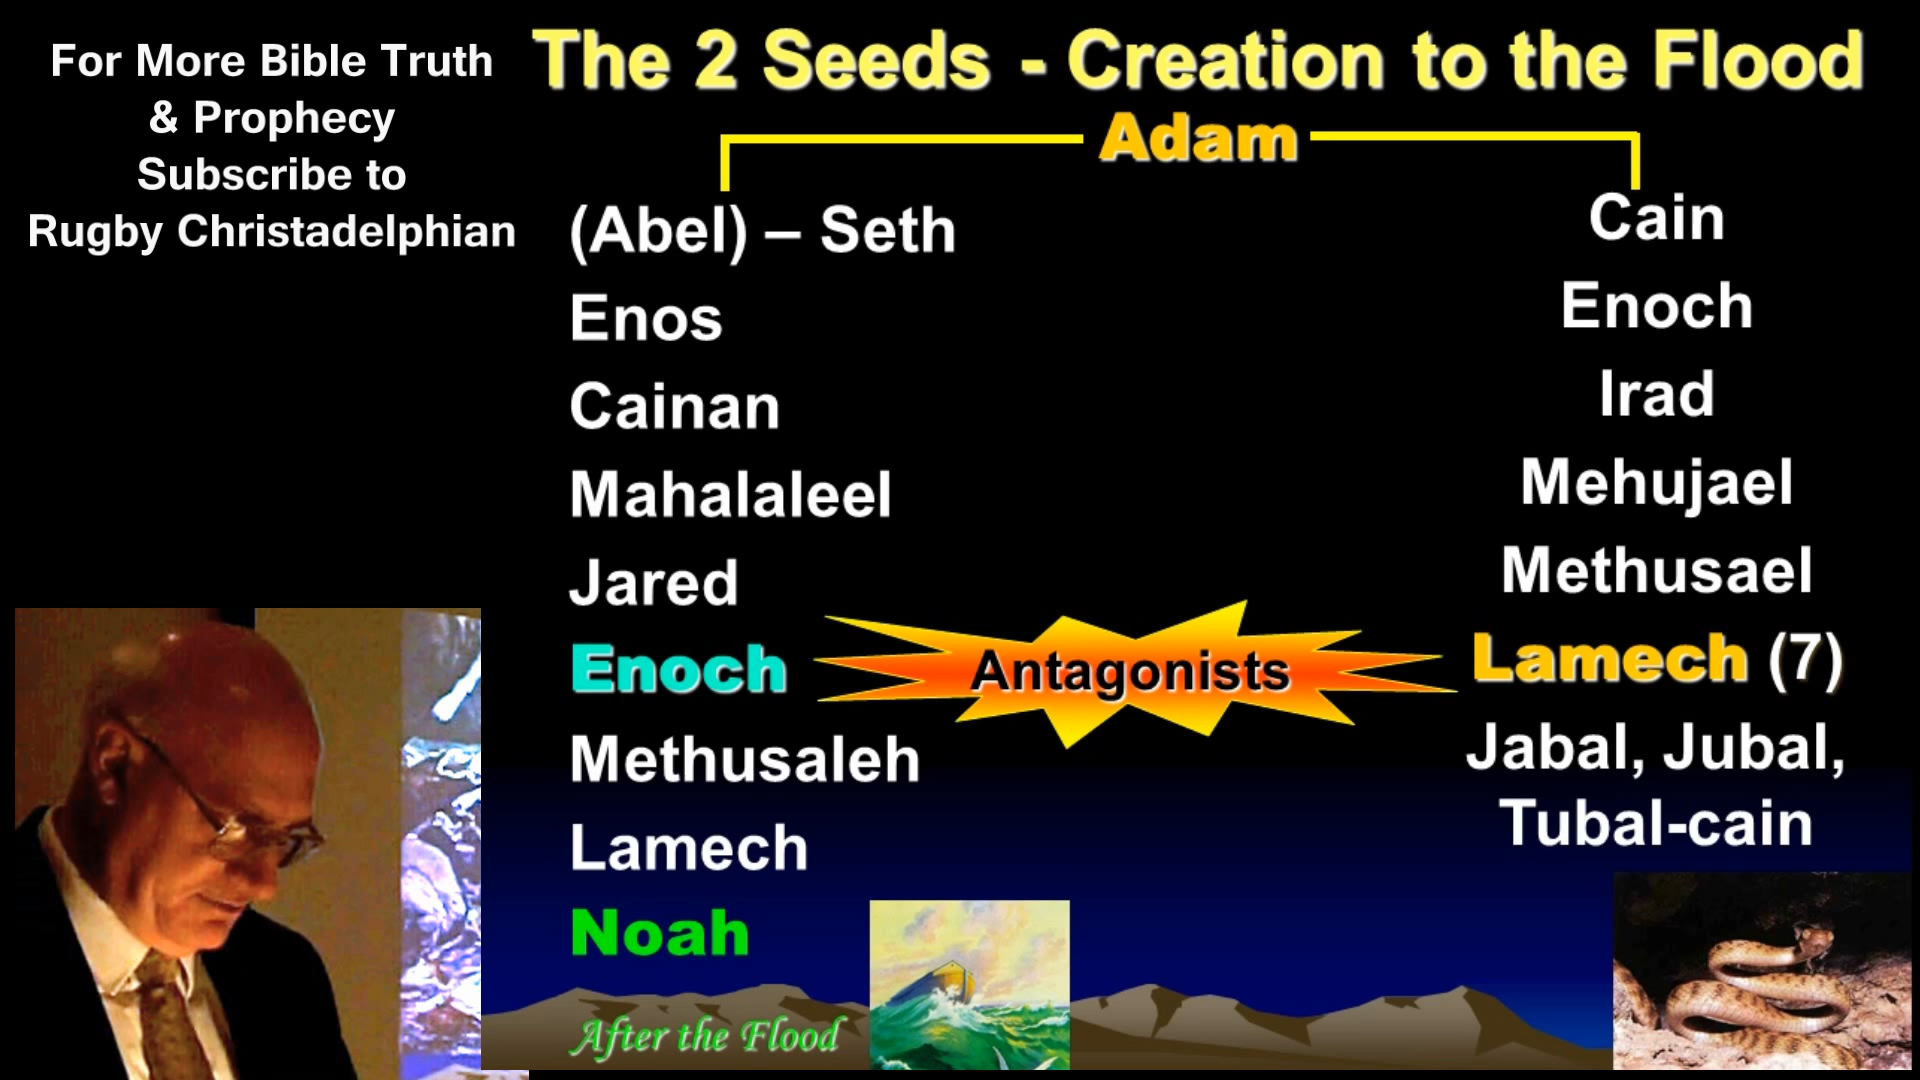 For More Bible Truth
& Prophecy
Subscribe to
Rugby Christadelphian
The 2 Seeds - Creation to the Flood
Adam
(Abel) – Seth
Enos
Cainan
Mahalaleel
Jared
Enoch
Methusaleh
Lamech
Noah
After the Flood
Antagonists
Cain
Enoch
Irad
Mehujael
Methusael
Lamech (7)
Jabal, Jubal,
Tubal-cain